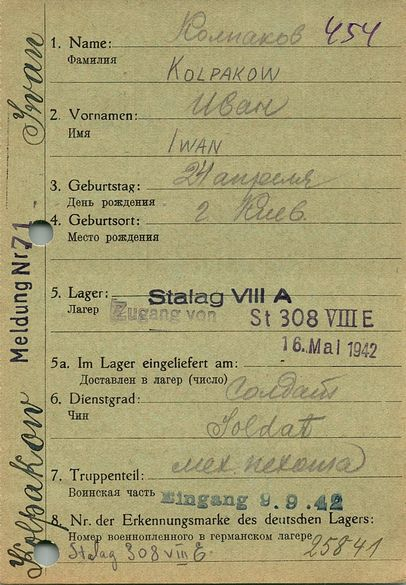 1. Name: Колпаков 454
Фамилия
KOLPAKOW
2. Vornamen: Иван
Имя
IWAN
3. Geburtstag: 24 апреля
День рождения
4. Geburtsort: г Киев.
Место рождения
5. Lager: Stalag VIII A
Лагерь
Zugang von St 308 VIII E
16. Mai 1942
5a. Im Lager eingeliefert am:
Доставлен в лагерь (число)
6. Dienstgrad: Солдат
Чин
Soldat
7. Truppenteil: мех. пехота
Воинская часть Eingang 9.9.42
8. Nr. der Erkennungsmarke des deutschen Lagers:
Номер военнопленного в германском лагере 25841
Stalag 308 VIII E
Kolpakow Ivan
Meldung Nr 71